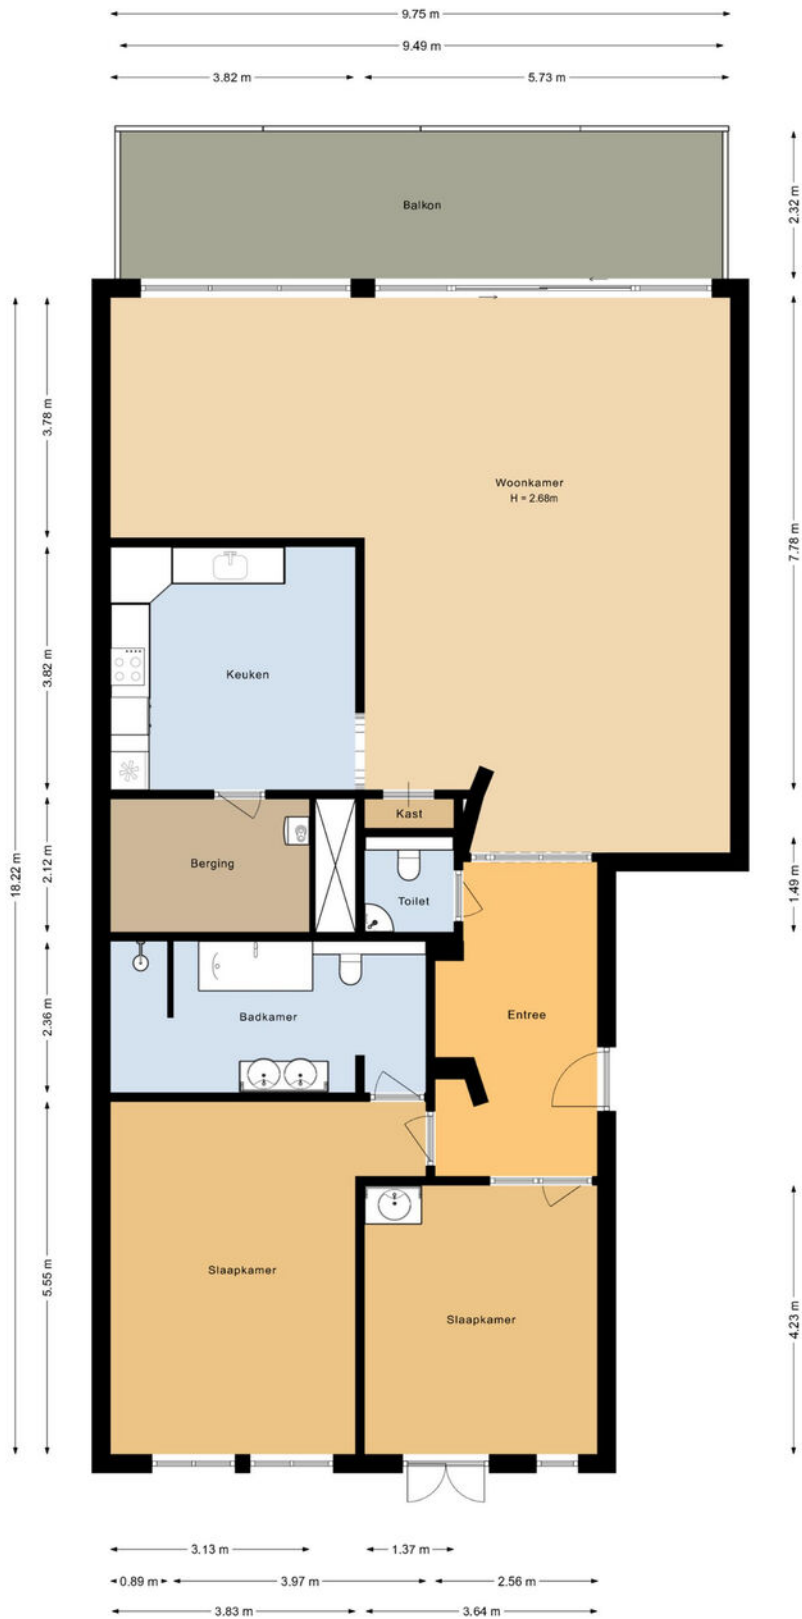 9.75 m
9.49 m
3.82 m
5.73 m
Balkon
2.32 m
3.78 m
Woonkamer
H = 2.68m
7.78 m
3.82 m
Keuken
Kast
18.22 m
2.12 m
Berging
Toilet
1.49 m
2.36 m
Badkamer
Entree
5.55 m
Slaapkamer
Slaapkamer
4.23 m
3.13 m
1.37 m
0.89 m
3.97 m
2.56 m
3.83 m
3.64 m